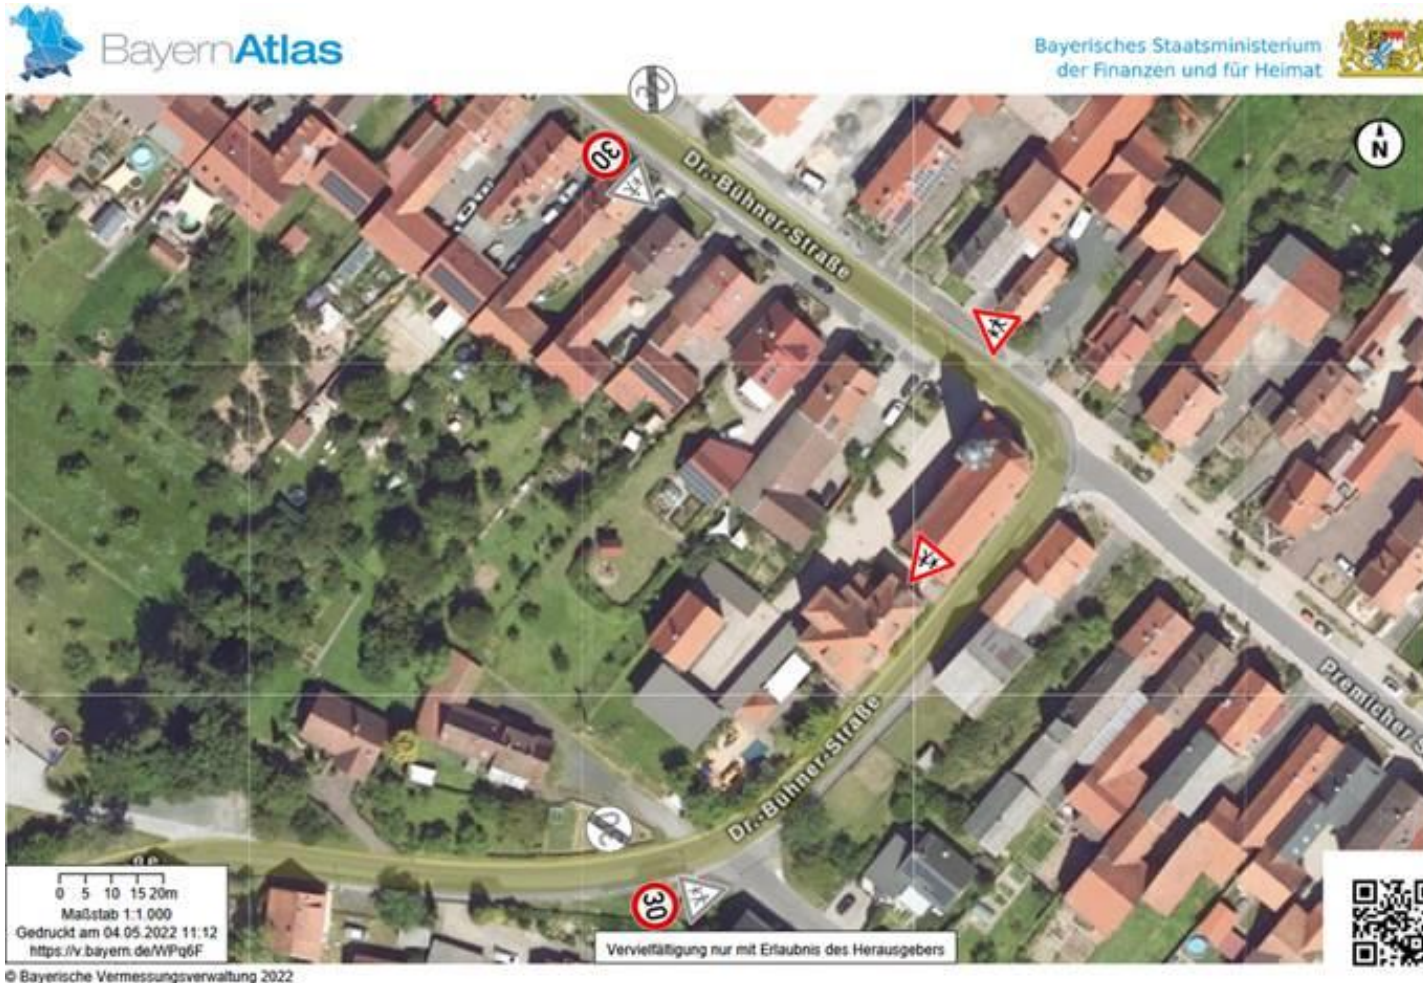 BayernAtlas
Bayerisches Staatsministerium
der Finanzen und für Heimat
N
30
Dr.-Bühner-Straße
Dr.-Bühner-Straße
Premicher
30
0 5 10 15 20m
Maßstab 1:1.000
Gedruckt am 04.05.2022 11:12
https://v.bayern.de/WPq6F
Vervielfältigung nur mit Erlaubnis des Herausgebers
© Bayerische Vermessungsverwaltung 2022